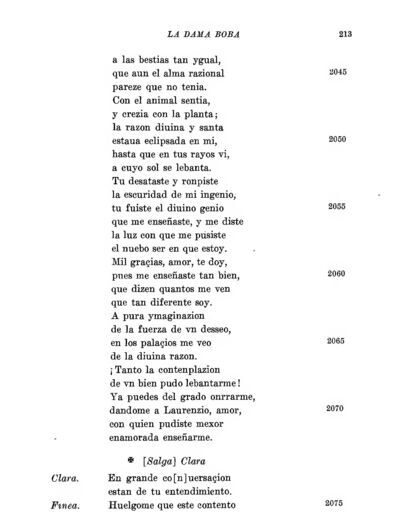 LA DAMA BOBA 213
a las bestias tan ygual,
que aun el alma razional 2045
pareze que no tenia.
Con el animal sentia,
y crezia con la planta;
la razon diuina y santa
estaua eclipsada en mi, 2050
hasta que en tus rayos vi,
a cuyo sol se lebanta.
Tu desataste y ronpiste
la escuridad de mi ingenio,
tu fuiste el diuino genio 2055
que me enseñaste, y me diste
la luz con que me pusiste
el nuebo ser en que estoy.
Mil graçias, amor, te doy,
pues me enseñaste tan bien, 2060
que dizen quantos me ven
que tan diferente soy.
A pura ymaginazion
de la fuerza de vn desseo,
en los palaçios me veo 2065
de la diuina razon.
¡Tanto la contenplazion
de vn bien pudo lebantarme!
Ya puedes del grado onrrarme,
dandome a Laurenzio, amor, 2070
con quien pudiste mexor
enamorada enseñarme.
✠ [Salga] Clara
Clara. En grande co[n]uersaçion
estan de tu entendimiento.
Finea. Huelgome que este contento 2075